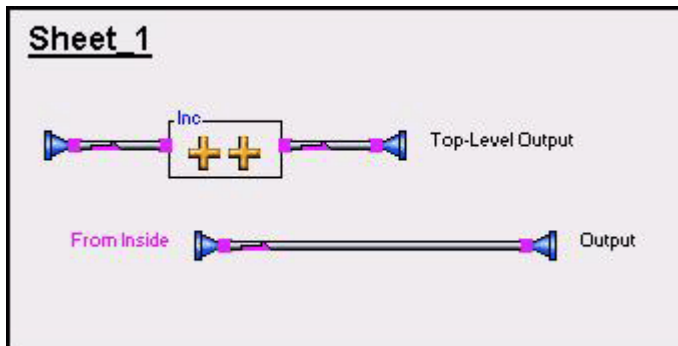 Sheet_1
Inc
Top-Level Output
From Inside
Output